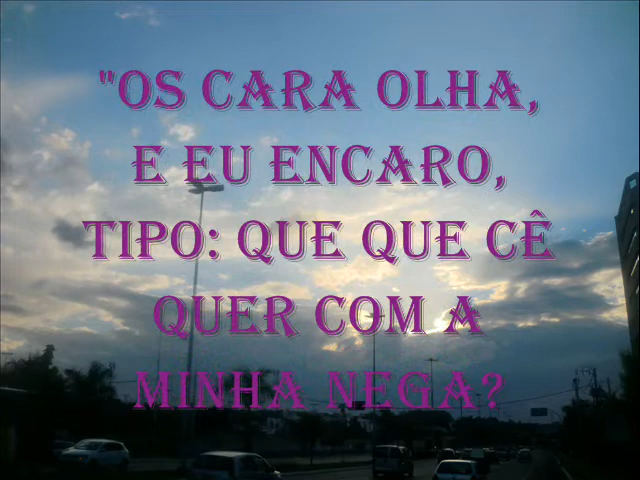 "OS CARA OLHA,
E EU ENCARO,
TIPO: QUE QUE CÊ
QUER COM A
MINHA NEGA?